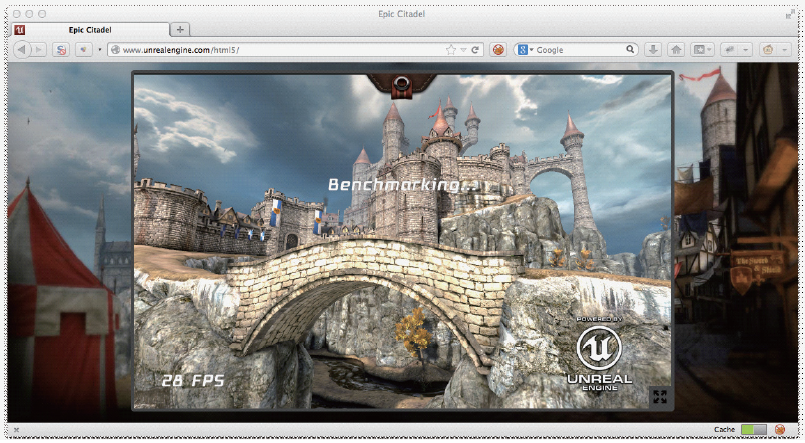 Epic Citadel
Epic Citadel
www.unrealengine.com/html5/
Google
Benchmarking...
28 FPS
POWERED BY
UNREAL
ENGINE
Cache